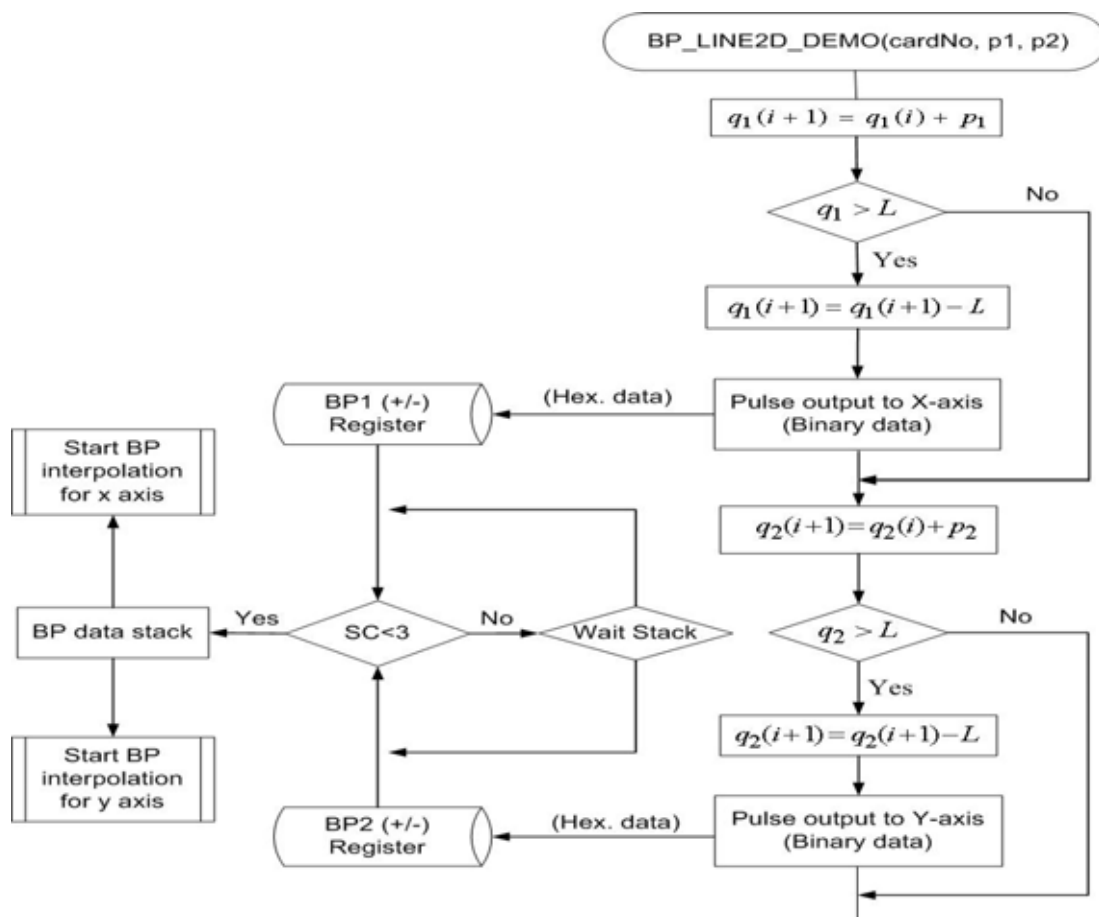 BP_LINE2D_DEMO(cardNo, p1, p2)
q₁(i + 1) = q₁(i) + p₁
No
q₁ > L
Yes
q₁(i+1) = q₁(i+1) − L
(Hex. data)
BP1 (+/-)
Register
Pulse output to X-axis
(Binary data)
Start BP
interpolation
for x axis
q₂(i+1) = q₂(i) + p₂
BP data stack
Yes
SC<3
No
Wait Stack
No
q₂ > L
Yes
q₂(i+1) = q₂(i+1) − L
Start BP
interpolation
for y axis
BP2 (+/-)
Register
(Hex. data)
Pulse output to Y-axis
(Binary data)